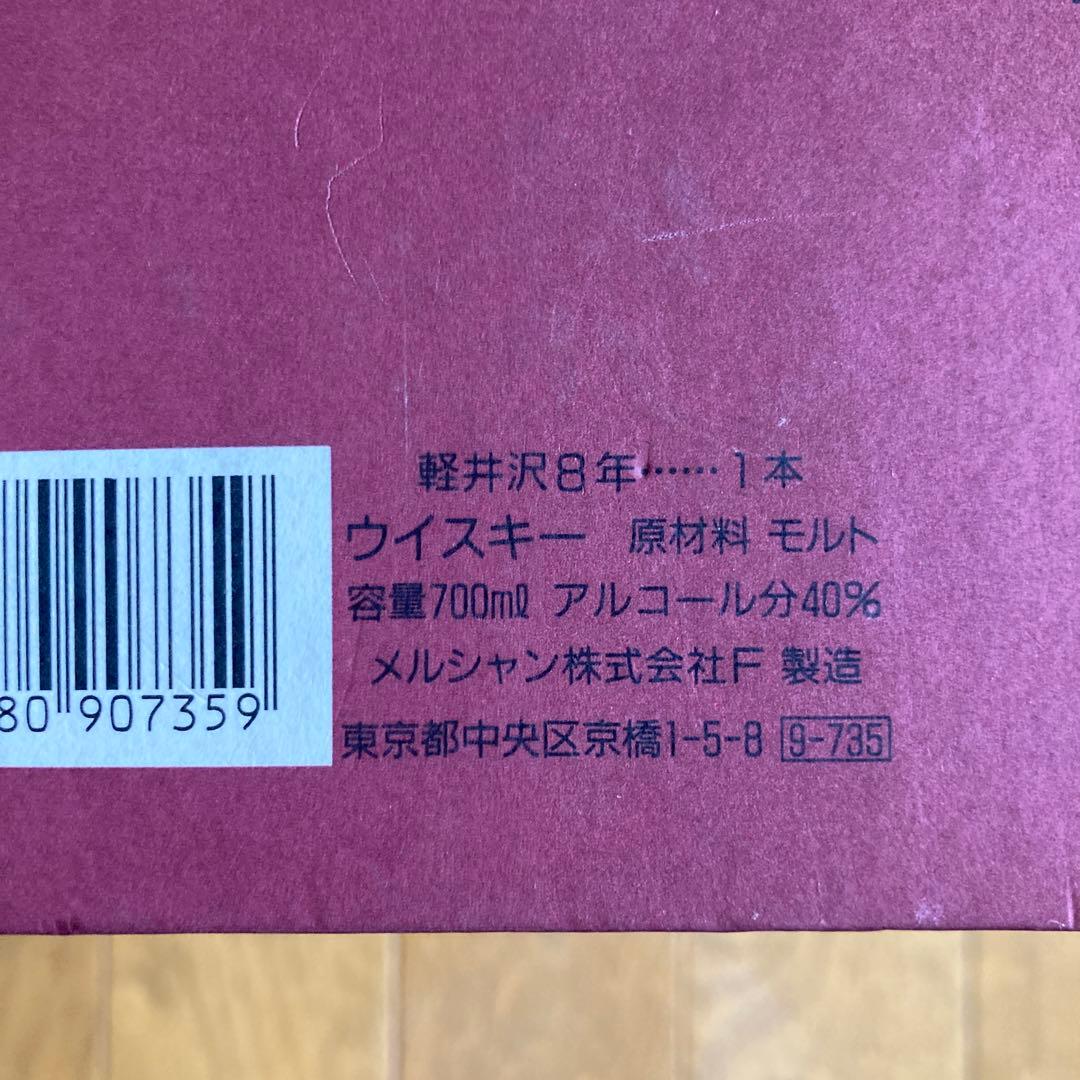 軽井沢8年……1本
ウイスキー 原材料 モルト
容量700mℓ アルコール分40%
メルシャン株式会社F 製造
東京都中央区京橋1-5-8 9-735
80 907359